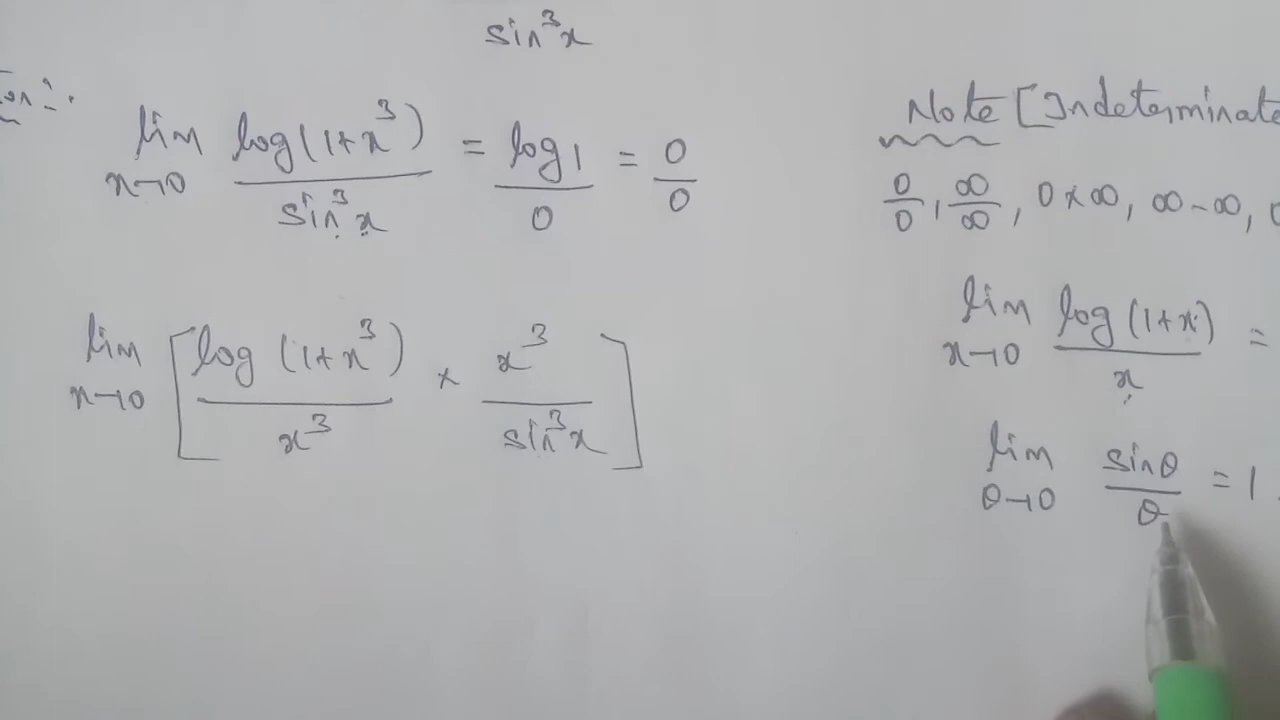 sin³x
lim x→0 log(1+x³)/sin³x = log1/0 = 0/0
lim x→0 [log(1+x³)/x³ × x³/sin³x]
Note [Indeterminate
0/0, ∞/∞, 0×∞, ∞-∞,
lim x→0 log(1+x)/x =
lim θ→0 sinθ/θ = 1